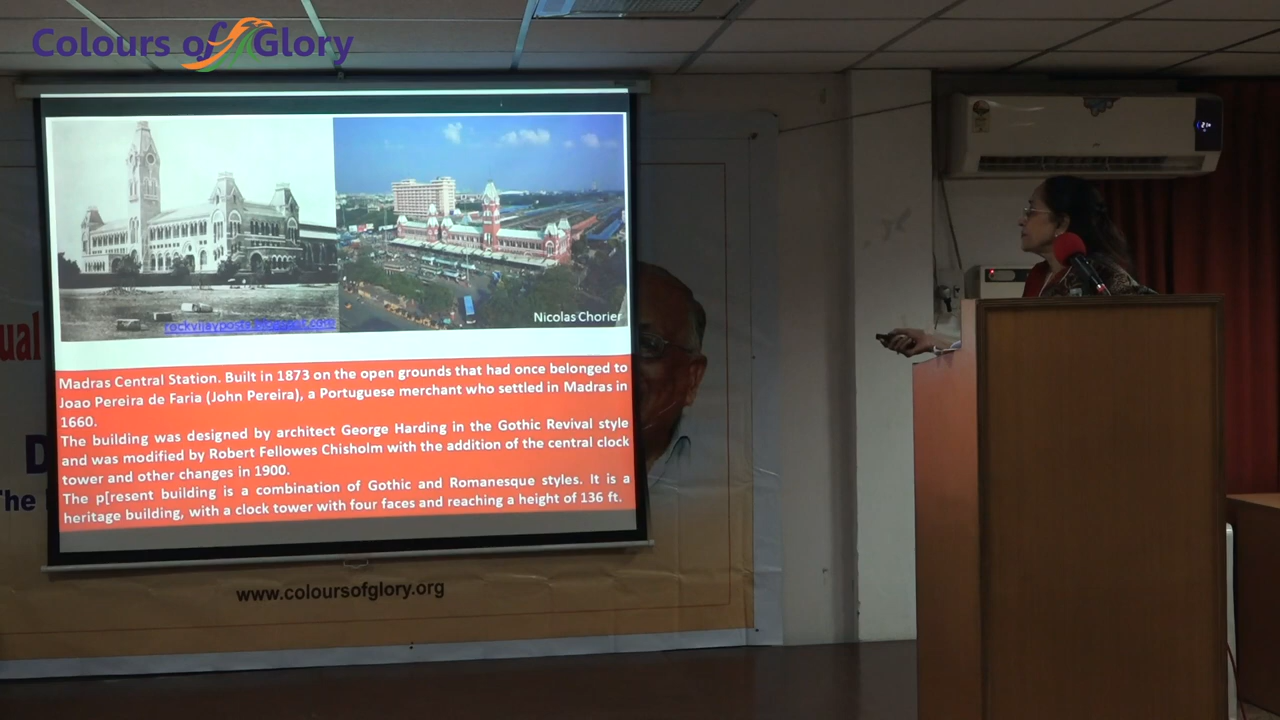 Colours of Glory
rockvijayposts.blogspot.com
Nicolas Chorier
Madras Central Station. Built in 1873 on the open grounds that had once belonged to
Joao Pereira de Faria (John Pereira), a Portuguese merchant who settled in Madras in
1660.
The building was designed by architect George Harding in the Gothic Revival style
and was modified by Robert Fellowes Chisholm with the addition of the central clock
tower and other changes in 1900.
The p[resent building is a combination of Gothic and Romanesque styles. It is a
heritage building, with a clock tower with four faces and reaching a height of 136 ft.
ual
D
The
www.coloursofglory.org